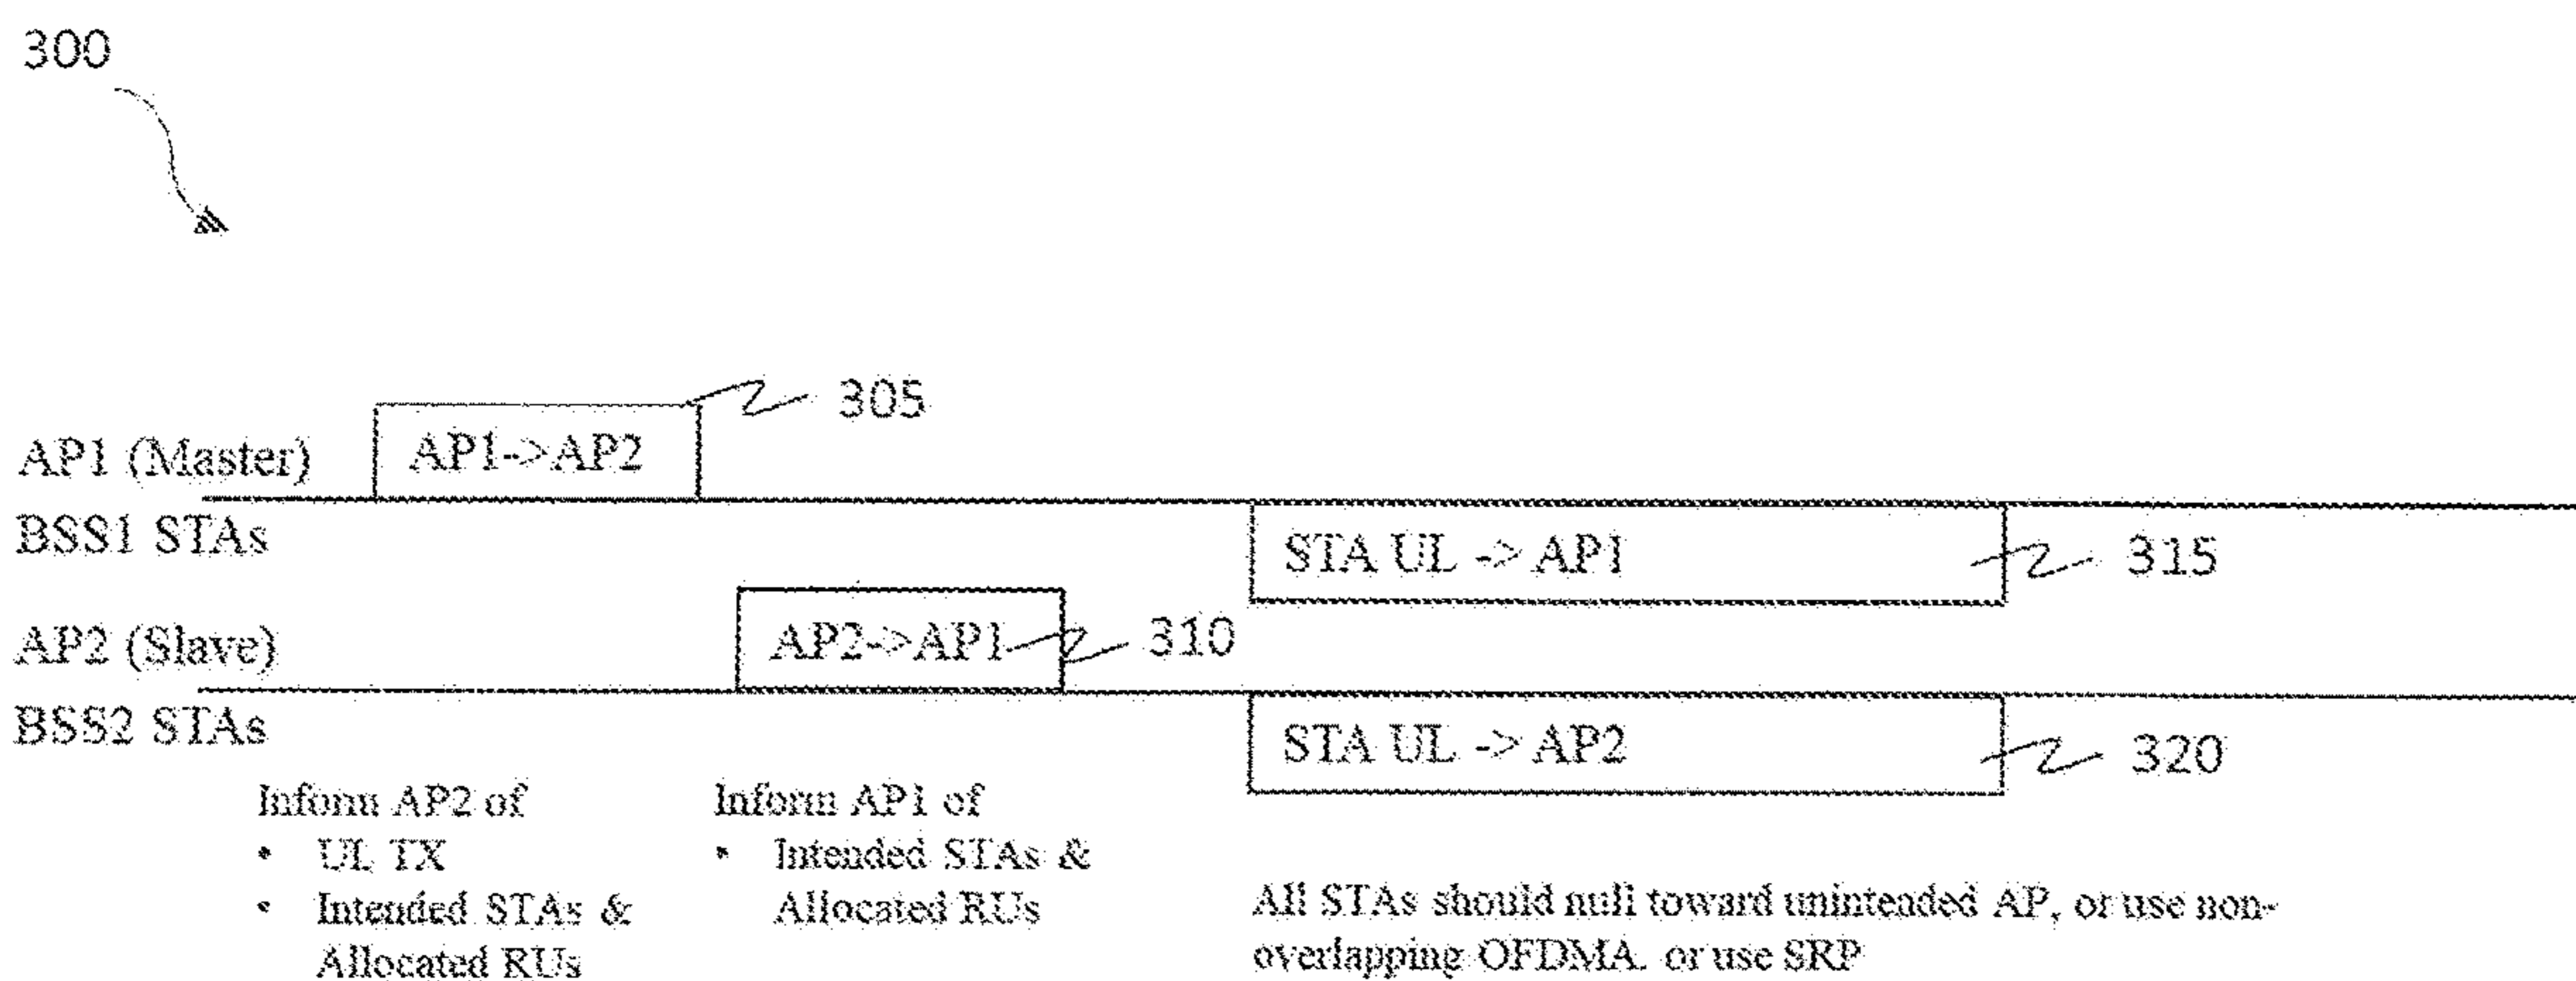 300
305
AP1 (Master)
AP1->AP2
BSS1 STAs
STA UL -> AP1
315
AP2 (Slave)
AP2->AP1
310
BSS2 STAs
STA UL -> AP2
320
Inform AP2 of
• UL TX
• Intended STAs &
Allocated RUs
Inform AP1 of
• Intended STAs &
Allocated RUs
All STAs should null toward unintended AP, or use non-
overlapping OFDMA. or use SRP